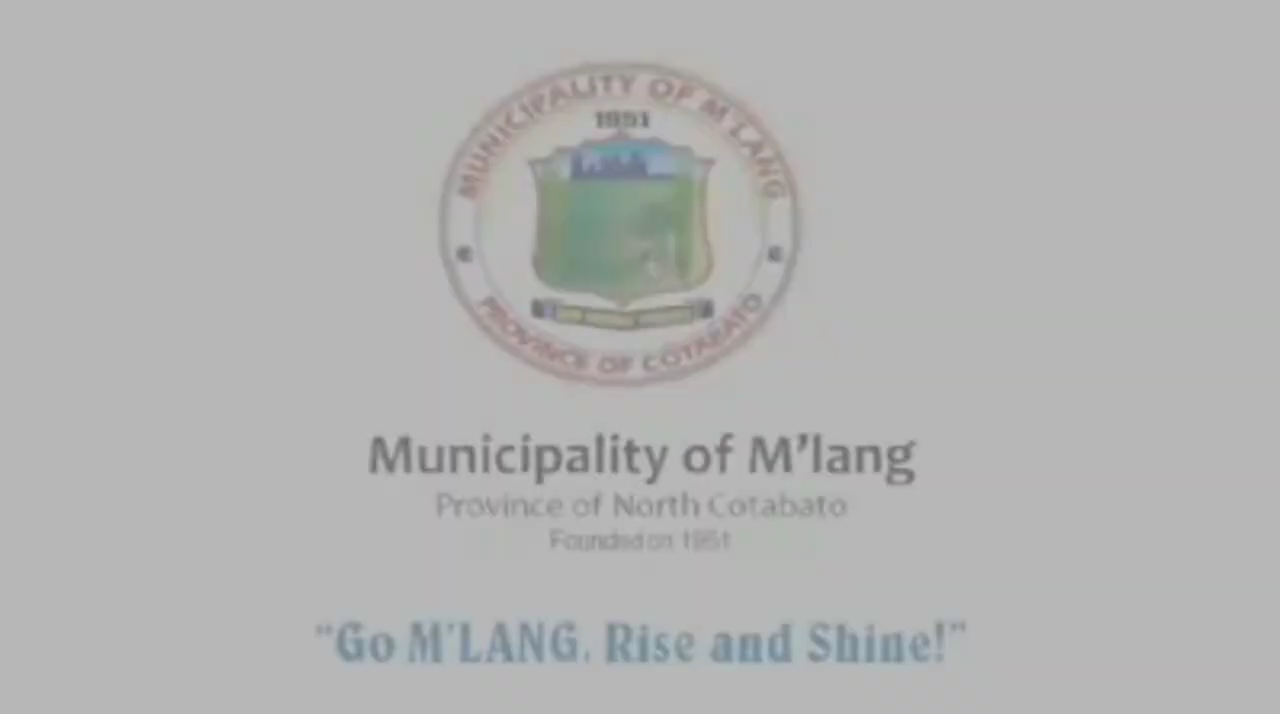 MUNICIPALITY OF M'LANG
1951
PROVINCE OF COTABATO
Municipality of M’lang
Province of North Cotabato
Founded on 1951
“Go M’LANG, Rise and Shine!”